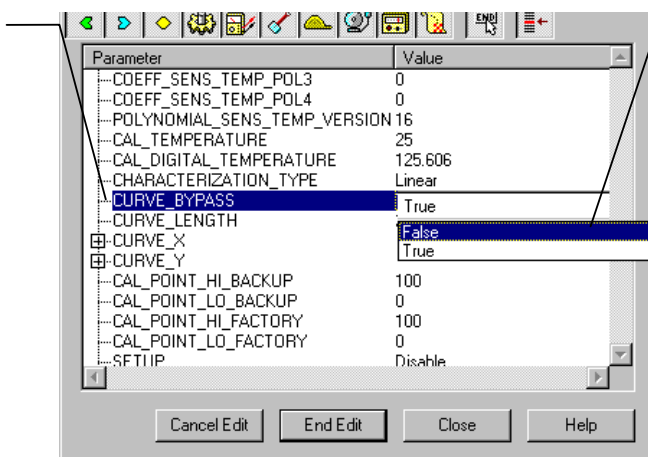 END
Parameter Value
COEFF_SENS_TEMP_POL3 0
COEFF_SENS_TEMP_POL4 0
POLYNOMIAL_SENS_TEMP_VERSION 16
CAL_TEMPERATURE 25
CAL_DIGITAL_TEMPERATURE 125.606
CHARACTERIZATION_TYPE Linear
CURVE_BYPASS True
CURVE_LENGTH False
CURVE_X True
CURVE_Y
CAL_POINT_HI_BACKUP 100
CAL_POINT_LO_BACKUP 0
CAL_POINT_HI_FACTORY 100
CAL_POINT_LO_FACTORY 0
SETUP Disable
Cancel Edit End Edit Close Help